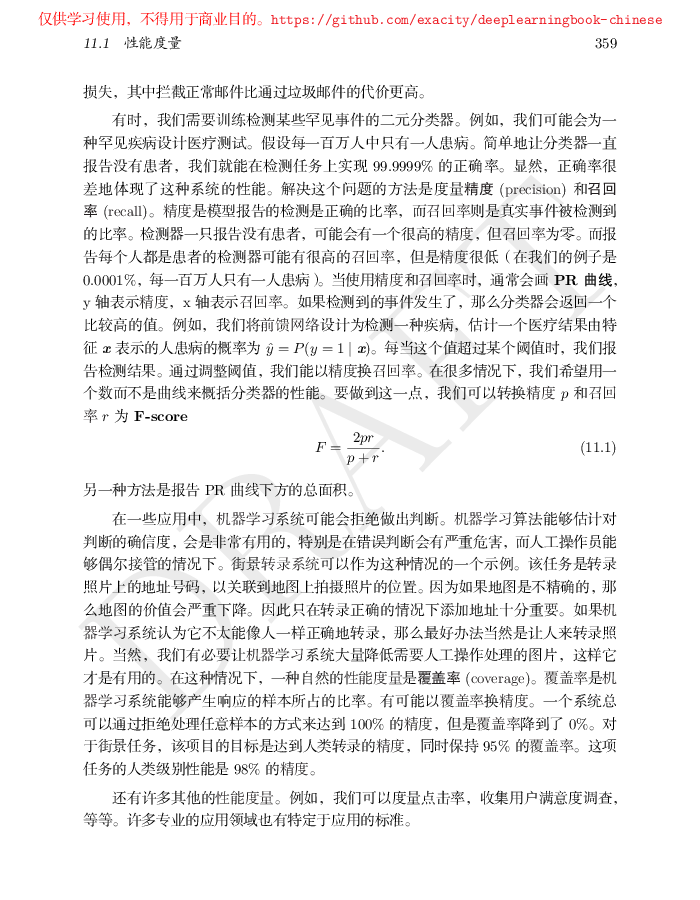 仅供学习使用，不得用于商业目的。https://github.com/exacity/deeplearningbook-chinese
11.1 性能度量 359
损失，其中拦截正常邮件比通过垃圾邮件的代价更高。
有时，我们需要训练检测某些罕见事件的二元分类器。例如，我们可能会为一
种罕见疾病设计医疗测试。假设每一百万人中只有一人患病。简单地让分类器一直
报告没有患者，我们就能在检测任务上实现 99.9999% 的正确率。显然，正确率很
差地体现了这种系统的性能。解决这个问题的方法是度量精度 (precision) 和召回
率 (recall)。精度是模型报告的检测是正确的比率，而召回率则是真实事件被检测到
的比率。检测器一只报告没有患者，可能会有一个很高的精度，但召回率为零。而报
告每个人都是患者的检测器可能有很高的召回率，但是精度很低（在我们的例子是
0.0001%，每一百万人只有一人患病）。当使用精度和召回率时，通常会画 PR 曲线，
y 轴表示精度，x 轴表示召回率。如果检测到的事件发生了，那么分类器会返回一个
比较高的值。例如，我们将前馈网络设计为检测一种疾病，估计一个医疗结果由特
征 x 表示的人患病的概率为 ŷ = P(y = 1 | x)。每当这个值超过某个阈值时，我们报
告检测结果。通过调整阈值，我们能以精度换召回率。在很多情况下，我们希望用一
个数而不是曲线来概括分类器的性能。要做到这一点，我们可以转换精度 p 和召回
率 r 为 F-score
F = 2pr / (p + r). (11.1)
另一种方法是报告 PR 曲线下方的总面积。
在一些应用中，机器学习系统可能会拒绝做出判断。机器学习算法能够估计对
判断的确信度，会是非常有用的，特别是在错误判断会有严重危害，而人工操作员能
够偶尔接管的情况下。街景转录系统可以作为这种情况的一个示例。该任务是转录
照片上的地址号码，以关联到地图上拍摄照片的位置。因为如果地图是不精确的，那
么地图的价值会严重下降。因此只在转录正确的情况下添加地址十分重要。如果机
器学习系统认为它不太能像人一样正确地转录，那么最好办法当然是让人来转录照
片。当然，我们有必要让机器学习系统大量降低需要人工操作处理的图片，这样它
才是有用的。在这种情况下，一种自然的性能度量是覆盖率 (coverage)。覆盖率是机
器学习系统能够产生响应的样本所占的比率。有可能以覆盖率换精度。一个系统总
可以通过拒绝处理任意样本的方式来达到 100% 的精度，但是覆盖率降到了 0%。对
于街景任务，该项目的目标是达到人类转录的精度，同时保持 95% 的覆盖率。这项
任务的人类级别性能是 98% 的精度。
还有许多其他的性能度量。例如，我们可以度量点击率，收集用户满意度调查，
等等。许多专业的应用领域也有特定于应用的标准。
DRAFT